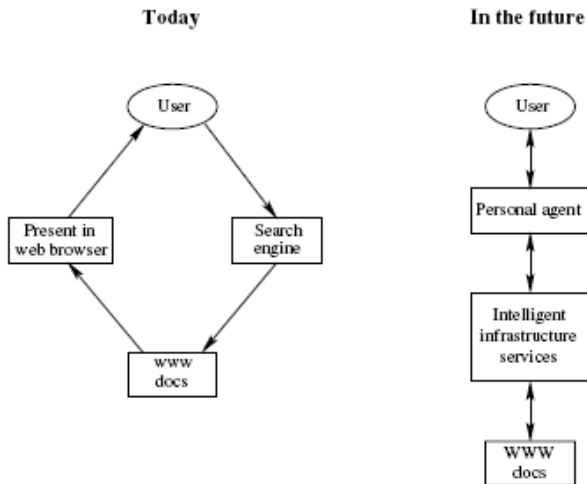 Today
User
Present in
web browser
Search
engine
www
docs
In the future
User
Personal agent
Intelligent
infrastructure
services
WWW
docs